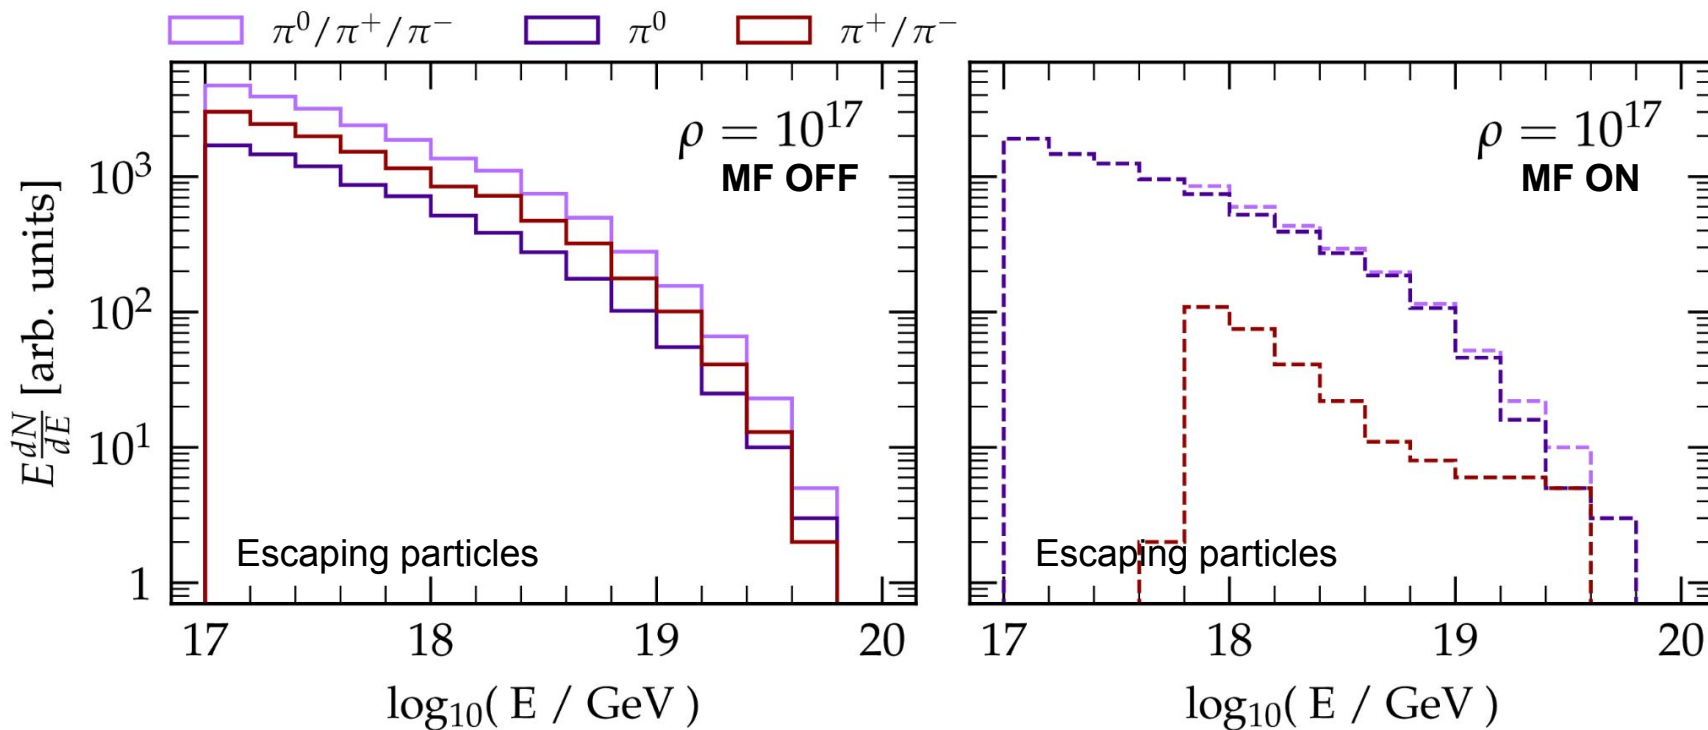 π⁰/π⁺/π⁻ π⁰ π⁺/π⁻
E dN/dE [arb. units]
10³
10²
10¹
1
ρ = 10¹⁷
MF OFF
Escaping particles
17 18 19 20
log₁₀( E / GeV )
ρ = 10¹⁷
MF ON
Escaping particles
17 18 19 20
log₁₀( E / GeV )